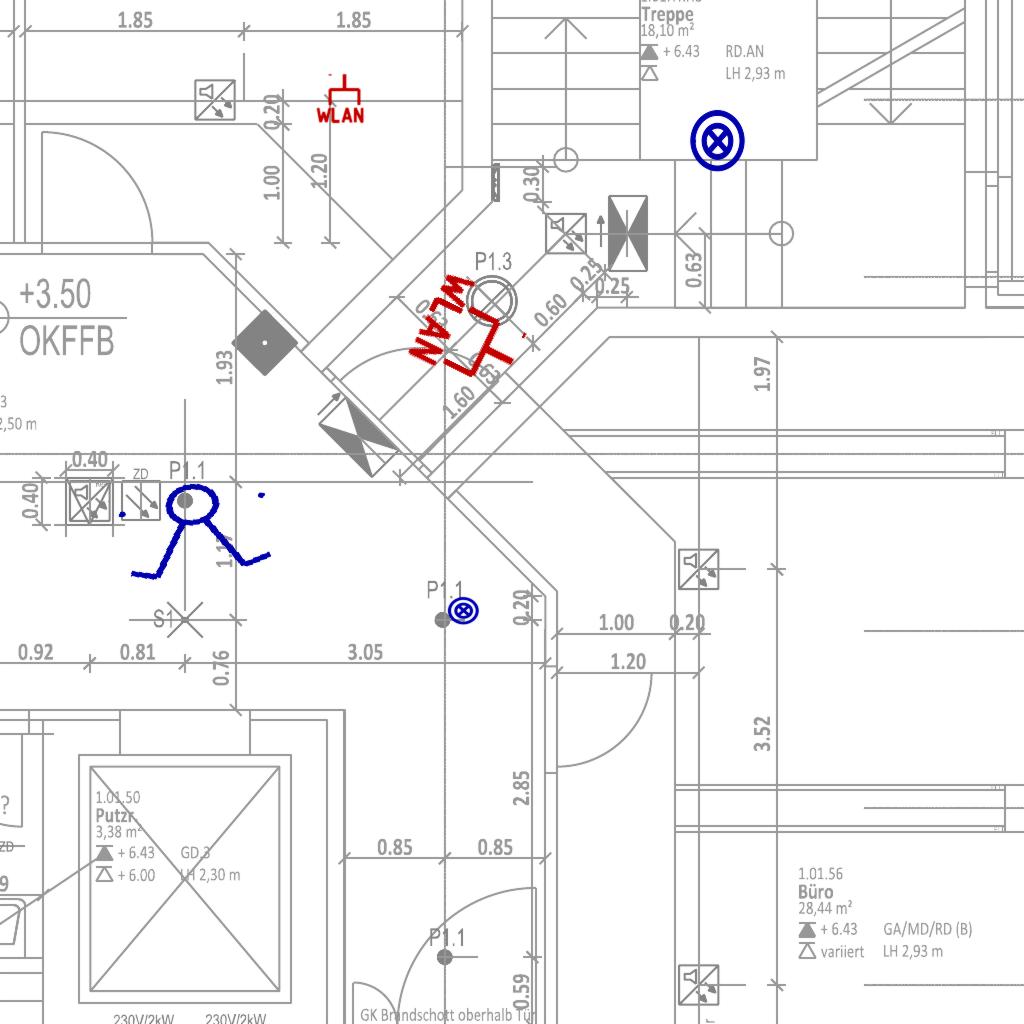 1.85
1.85
Treppe
18,10 m²
+ 6.43
RD.AN
LH 2,93 m
0.20
WLAN
1.00
1.20
0.30
P1.3
0.63
0.25
0.25
0.60
+3.50
OKFFB
WLAN
0.63
1.60
1.93
1.97
3
2,50 m
0.40
ZD
P1.1
0.40
S1
P1.1
0.20
1.00
0.20
1.20
0.92
0.81
3.05
0.76
3.52
2.85
1.01.50
Putzr.
3,38 m²
+ 6.43
GD.3
+ 6.00
LH 2,30 m
?
ZD
9
0.85
0.85
1.01.56
Büro
28,44 m²
+ 6.43
GA/MD/RD (B)
variiert
LH 2,93 m
P1.1
0.59
GK Brandschott oberhalb Tür
230V/2kW
230V/2kW